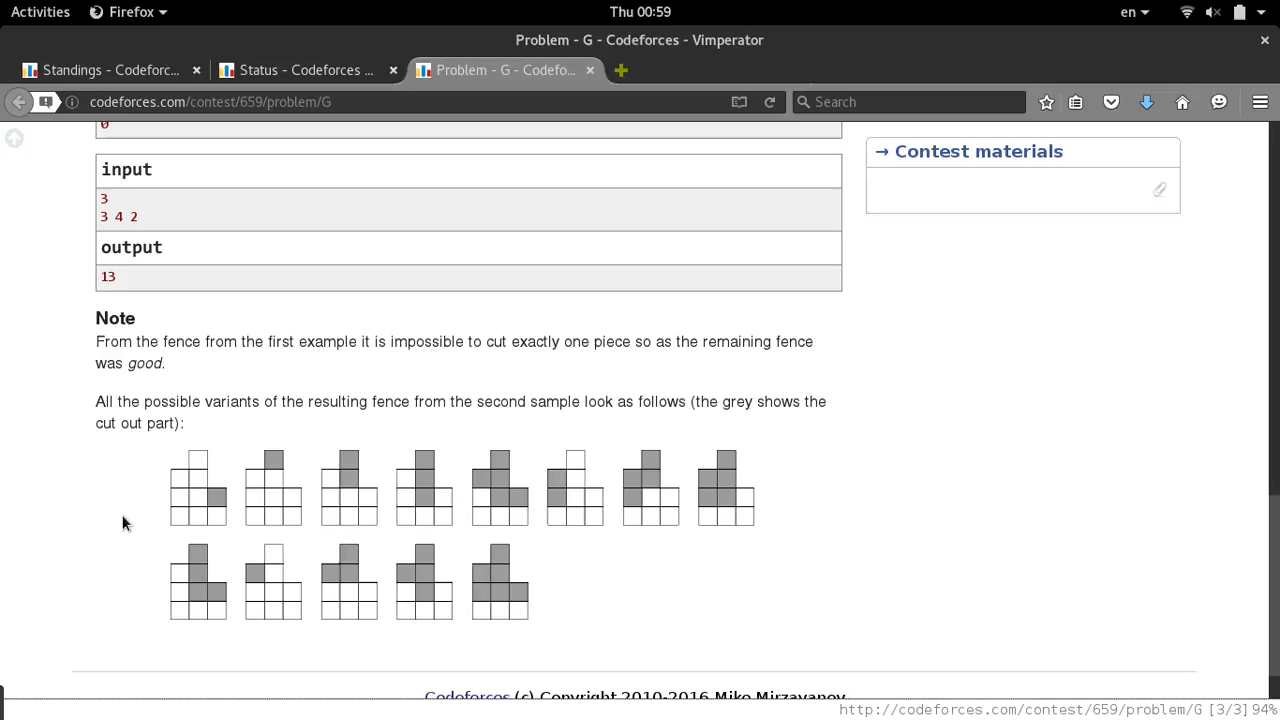 Activities Firefox Thu 00:59 en
Problem - G - Codeforces - Vimperator
Standings - Codeforc... Status - Codeforces ... Problem - G - Codefo...
codeforces.com/contest/659/problem/G Search
0
→ Contest materials
input
3
3 4 2
output
13
Note
From the fence from the first example it is impossible to cut exactly one piece so as the remaining fence
was good.
All the possible variants of the resulting fence from the second sample look as follows (the grey shows the
cut out part):
Codeforces (c) Copyright 2010-2016 Mike Mirzayanov
http://codeforces.com/contest/659/problem/G [3/3] 94%